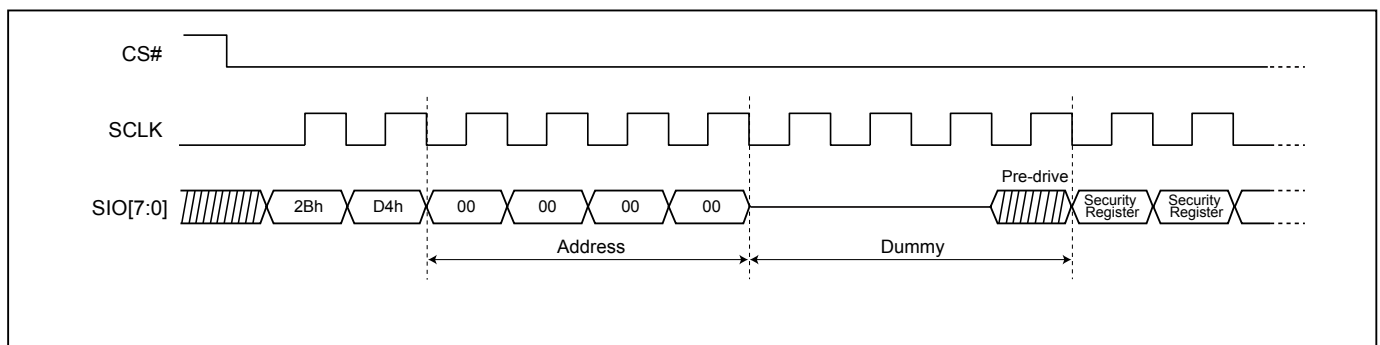 CS#
SCLK
Pre-drive
SIO[7:0] 2Bh D4h 00 00 00 00 Security Register Security Register
Address Dummy